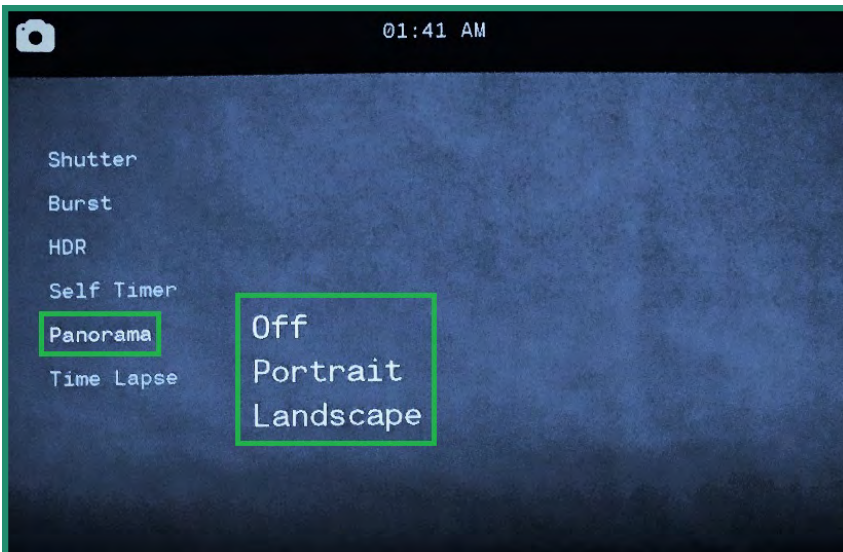 01:41 AM
Shutter
Burst
HDR
Self Timer
Panorama
Time Lapse
Off
Portrait
Landscape